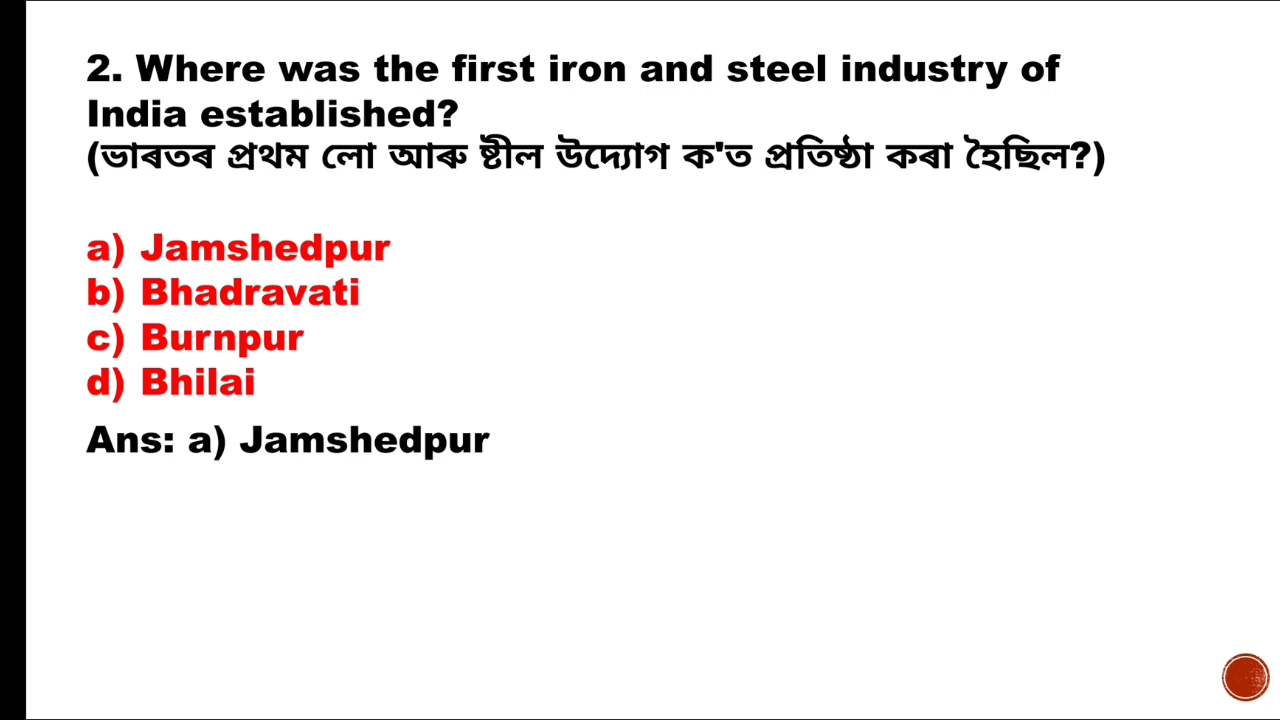 2. Where was the first iron and steel industry of
India established?
(ভাৰতৰ প্ৰথম লো আৰু ষ্টীল উদ্যোগ ক'ত প্ৰতিষ্ঠা কৰা হৈছিল?)
a) Jamshedpur
b) Bhadravati
c) Burnpur
d) Bhilai
Ans: a) Jamshedpur